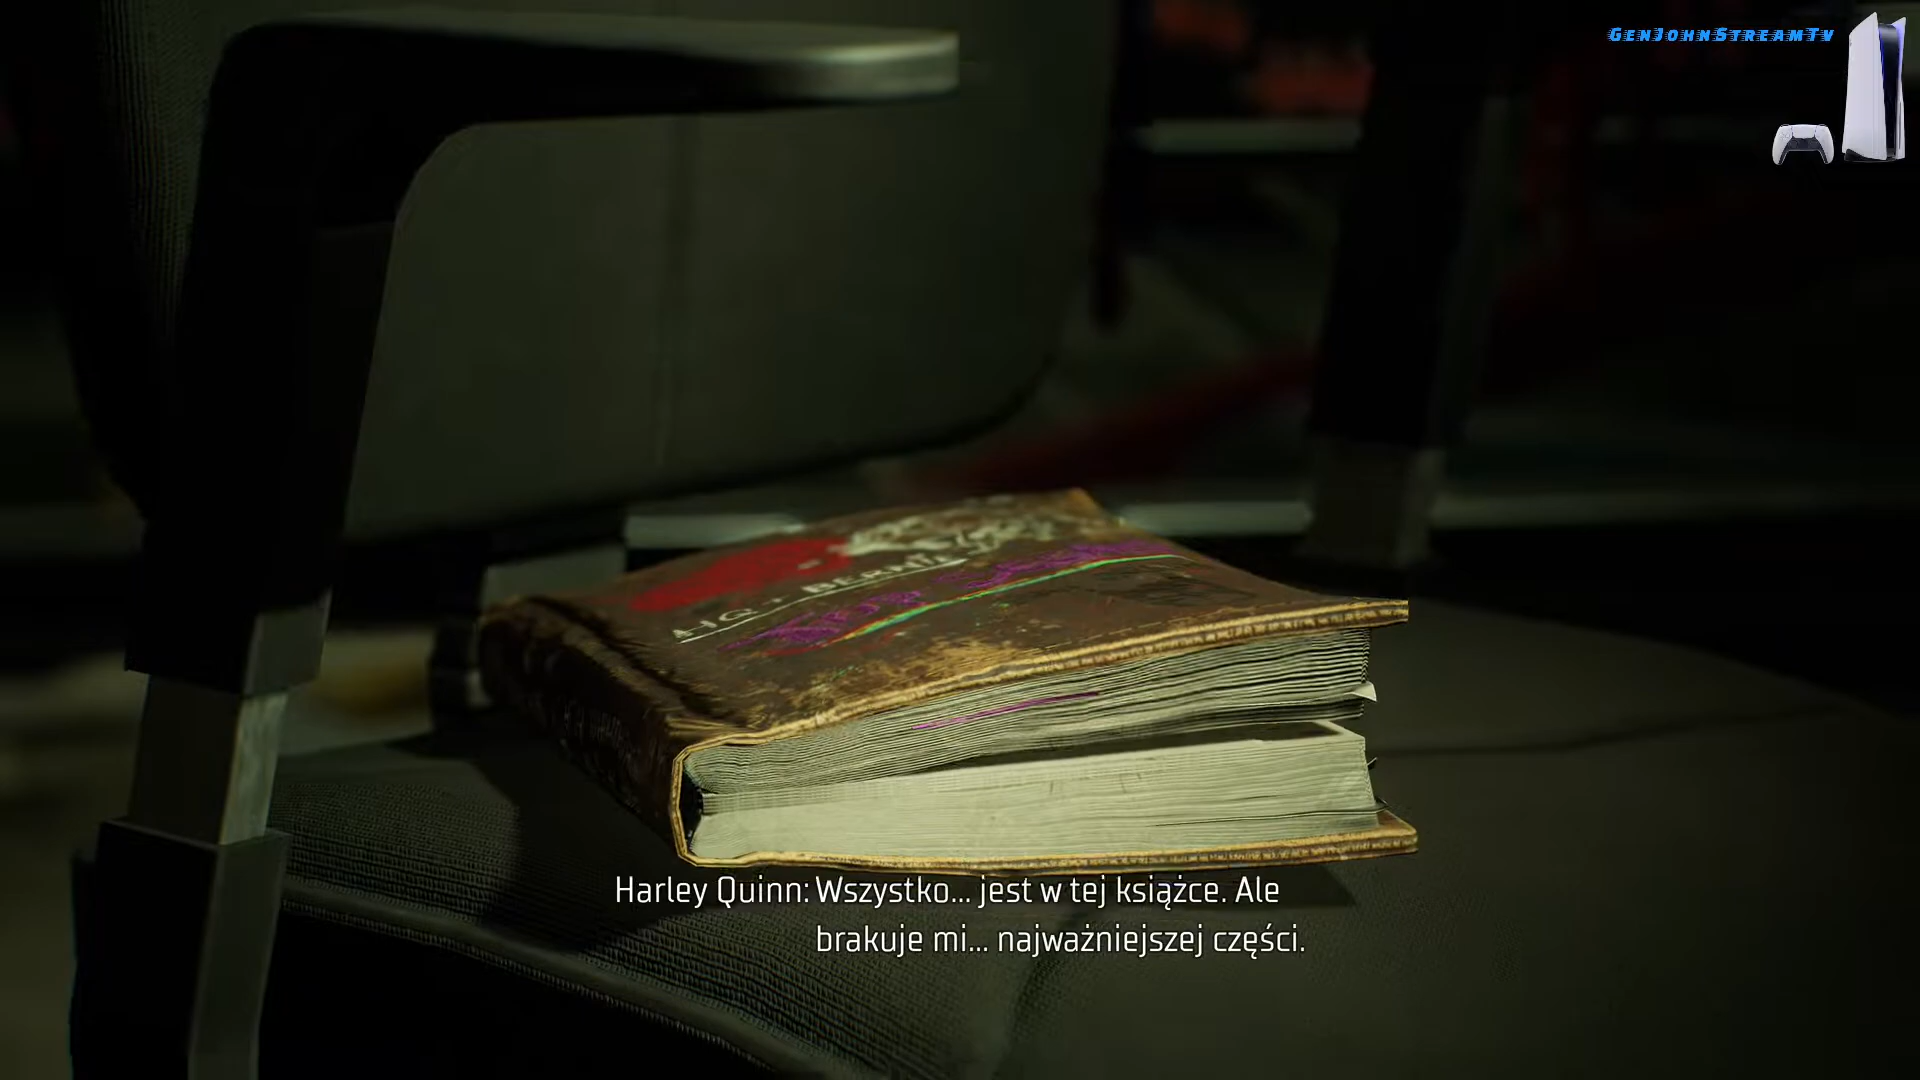 GenJohnStreamTv
Harley Quinn: Wszystko... jest w tej książce. Ale
brakuje mi... najważniejszej części.